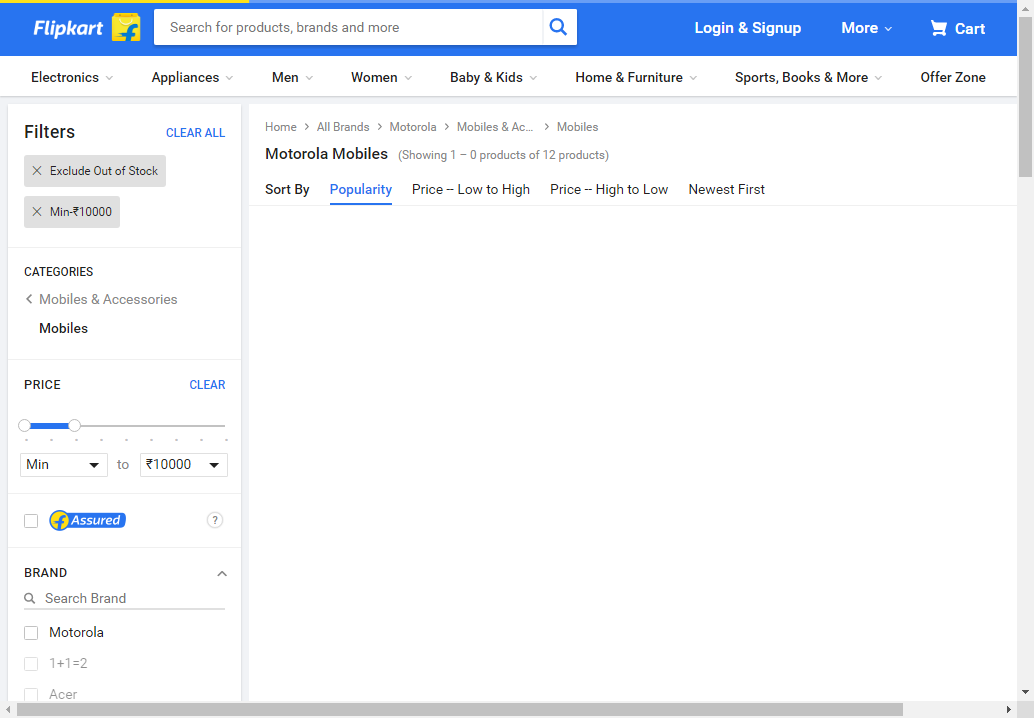 Flipkart
Search for products, brands and more
Login & Signup
More
Cart
Electronics
Appliances
Men
Women
Baby & Kids
Home & Furniture
Sports, Books & More
Offer Zone
Filters
CLEAR ALL
Exclude Out of Stock
Min-₹10000
CATEGORIES
Mobiles & Accessories
Mobiles
PRICE
CLEAR
Min
to
₹10000
Assured
?
BRAND
Search Brand
Motorola
1+1=2
Acer
Home
All Brands
Motorola
Mobiles & Ac...
Mobiles
Motorola Mobiles (Showing 1 – 0 products of 12 products)
Sort By
Popularity
Price -- Low to High
Price -- High to Low
Newest First